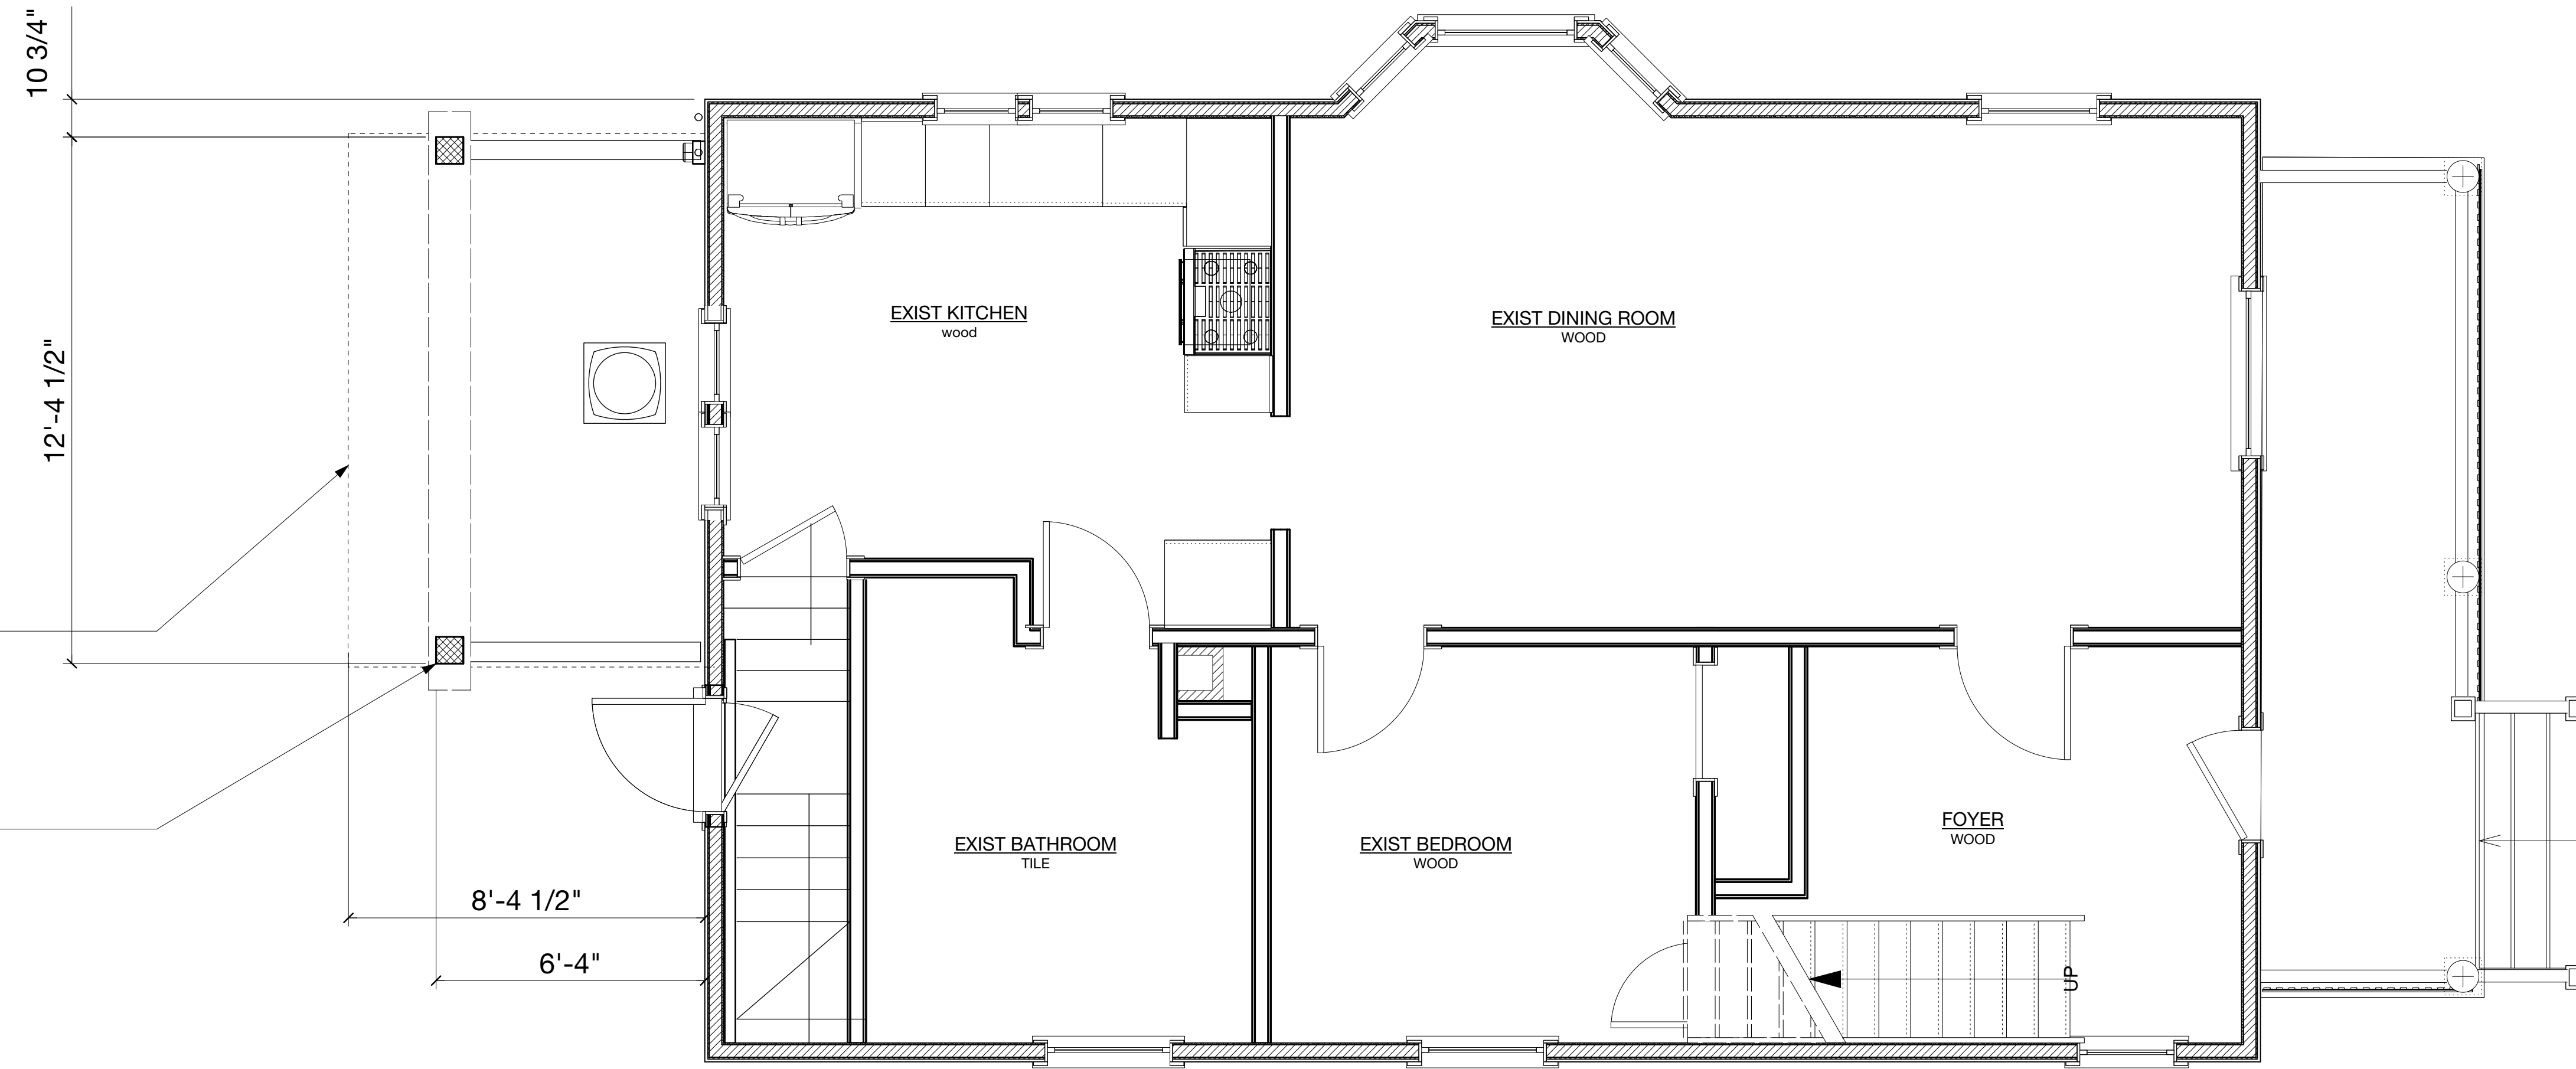 10 3/4"
12'-4 1/2"
EXIST KITCHEN
wood
EXIST DINING ROOM
WOOD
EXIST BATHROOM
TILE
EXIST BEDROOM
WOOD
FOYER
WOOD
8'-4 1/2"
6'-4"
UP